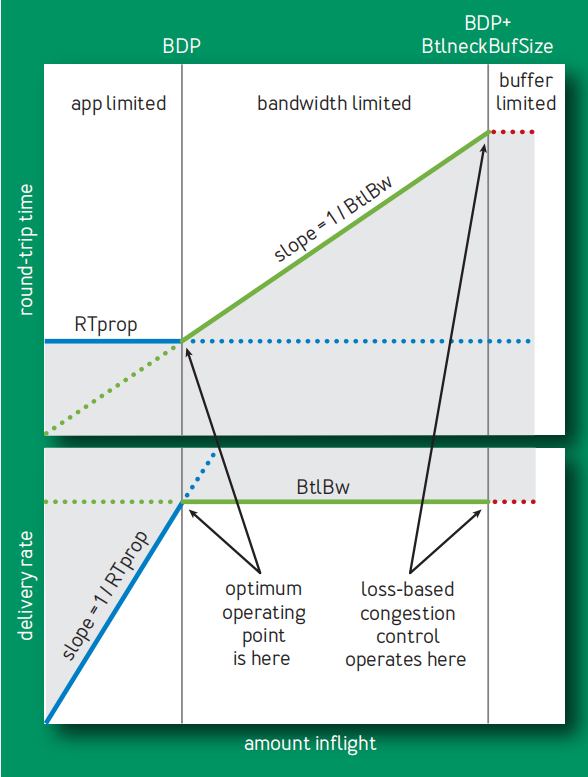 BDP
BDP+
BtlneckBufSize
app limited
bandwidth limited
buffer
limited
round-trip time
slope = 1 / BtlBw
RTprop
delivery rate
BtlBw
slope = 1 / RTprop
optimum
operating
point
is here
loss-based
congestion
control
operates here
amount inflight